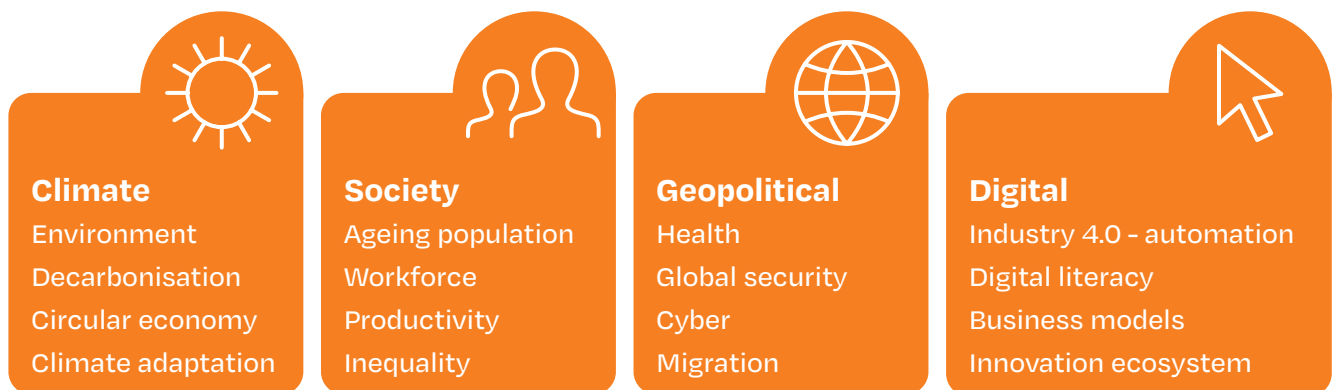 Climate
Environment
Decarbonisation
Circular economy
Climate adaptation
Society
Ageing population
Workforce
Productivity
Inequality
Geopolitical
Health
Global security
Cyber
Migration
Digital
Industry 4.0 - automation
Digital literacy
Business models
Innovation ecosystem